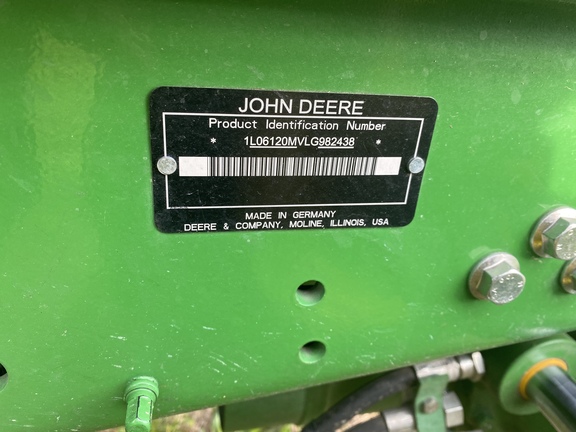 JOHN DEERE
Product Identification Number
* 1L06120MVLG982438 *
MADE IN GERMANY
DEERE & COMPANY, MOLINE, ILLINOIS, USA